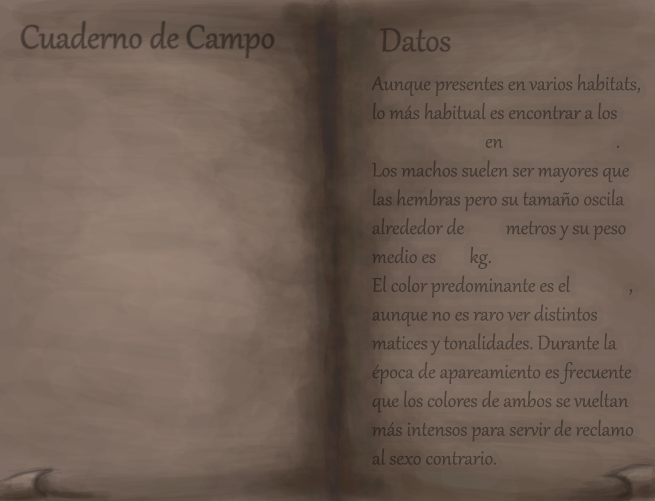 Cuaderno de Campo
Datos
Aunque presentes en varios habitats,
lo más habitual es encontrar a los
en .
Los machos suelen ser mayores que
las hembras pero su tamaño oscila
alrededor de metros y su peso
medio es kg.
El color predominante es el ,
aunque no es raro ver distintos
matices y tonalidades. Durante la
época de apareamiento es frecuente
que los colores de ambos se vueltan
más intensos para servir de reclamo
al sexo contrario.